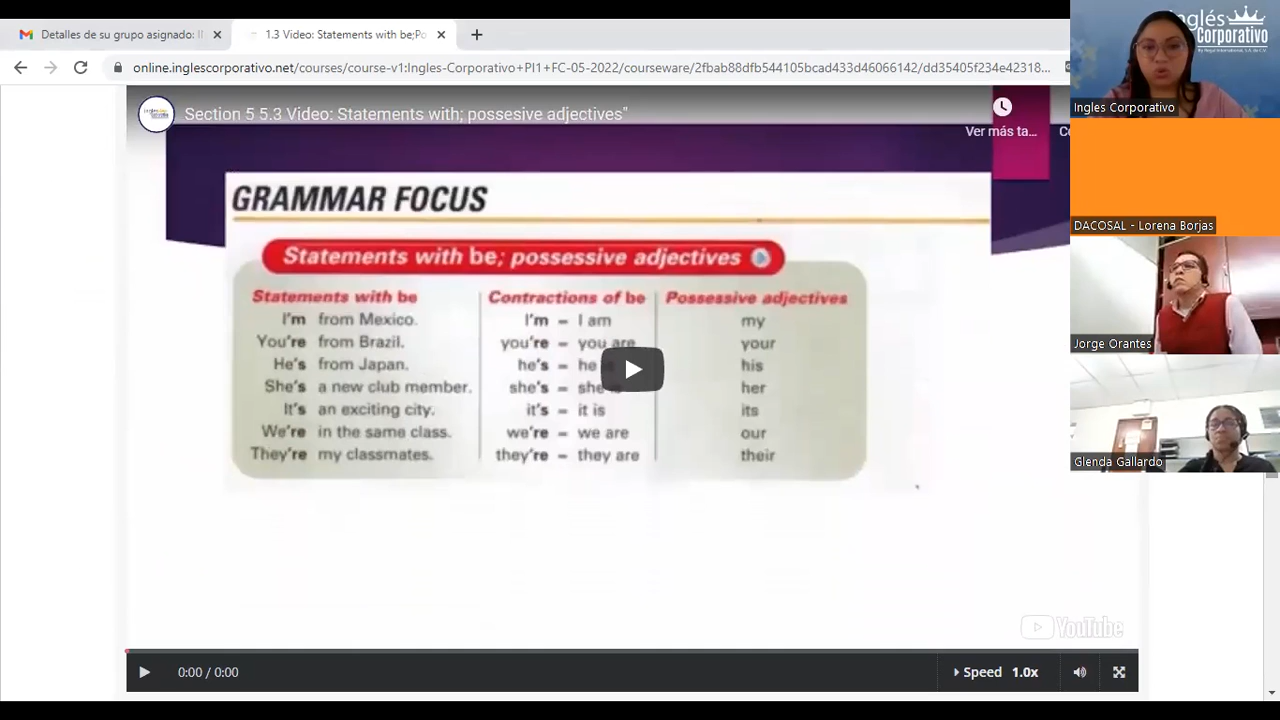 Detalles de su grupo asignado: I
1.3 Video: Statements with be;Po
online.inglescorporativo.net/courses/course-v1:Ingles-Corporativo+PI+FC-05-2022/courseware/2fbab88dfb544105bcad433d46066142/dd35405f234e42318...
Section 5 5.3 Video: Statements with; possesive adjectives"
Ver más ta...
GRAMMAR FOCUS
Statements with be; possessive adjectives
Statements with be Contractions of be Possessive adjectives
I'm from Mexico. I'm = I am my
You're from Brazil. you're = you are your
He's from Japan. he's = he his
She's a new club member. she's = she is her
It's an exciting city. it's = it is its
We're in the same class. we're = we are our
They're my classmates. they're = they are their
YouTube
0:00 / 0:00
Speed 1.0x
Inglés
Corporativo
Ingles Corporativo
DACOSAL - Lorena Borjas
Jorge Orantes
Glenda Gallardo